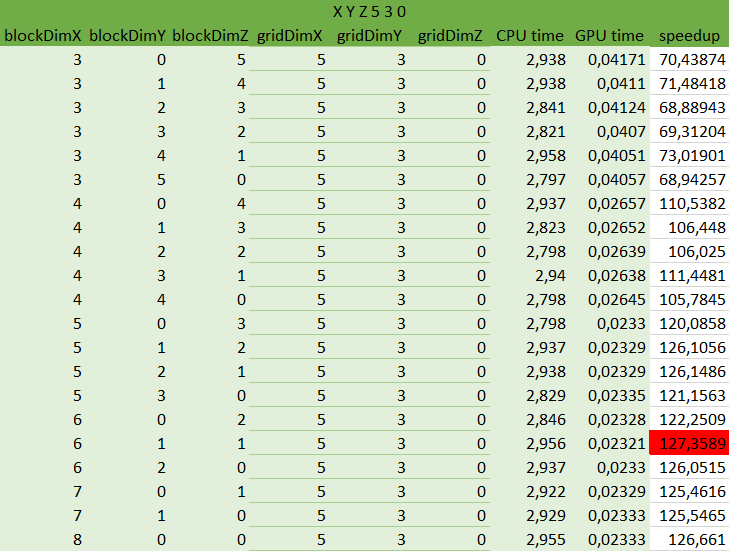 X Y Z 5 3 0
blockDimX blockDimY blockDimZ gridDimX gridDimY gridDimZ CPU time GPU time speedup
3 0 5 5 3 0 2,938 0,04171 70,43874
3 1 4 5 3 0 2,938 0,0411 71,48418
3 2 3 5 3 0 2,841 0,04124 68,88943
3 3 2 5 3 0 2,821 0,0407 69,31204
3 4 1 5 3 0 2,958 0,04051 73,01901
3 5 0 5 3 0 2,797 0,04057 68,94257
4 0 4 5 3 0 2,937 0,02657 110,5382
4 1 3 5 3 0 2,823 0,02652 106,448
4 2 2 5 3 0 2,798 0,02639 106,025
4 3 1 5 3 0 2,94 0,02638 111,4481
4 4 0 5 3 0 2,798 0,02645 105,7845
5 0 3 5 3 0 2,798 0,0233 120,0858
5 1 2 5 3 0 2,937 0,02329 126,1056
5 2 1 5 3 0 2,938 0,02329 126,1486
5 3 0 5 3 0 2,829 0,02335 121,1563
6 0 2 5 3 0 2,846 0,02328 122,2509
6 1 1 5 3 0 2,956 0,02321 127,3589
6 2 0 5 3 0 2,937 0,0233 126,0515
7 0 1 5 3 0 2,922 0,02329 125,4616
7 1 0 5 3 0 2,929 0,02333 125,5465
8 0 0 5 3 0 2,955 0,02333 126,661